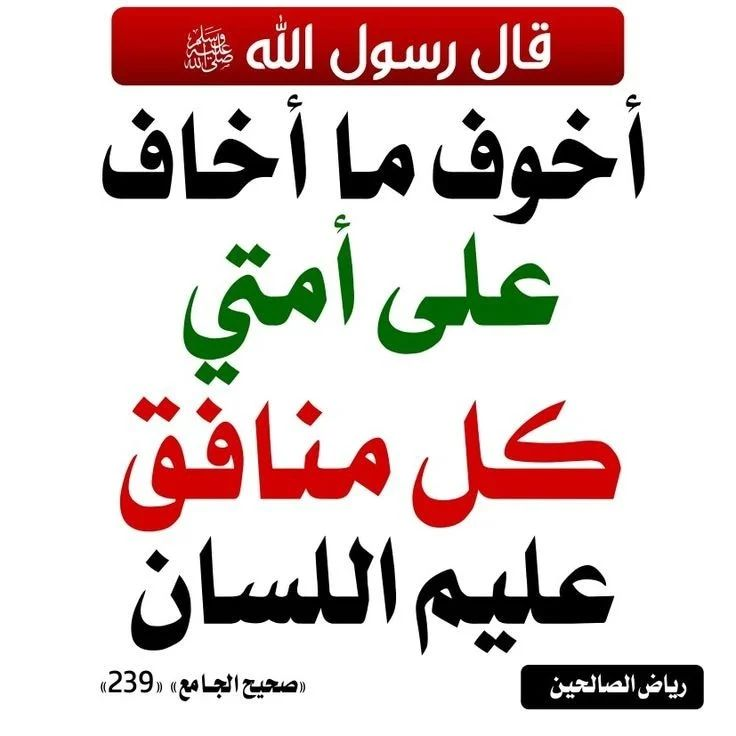 قال رسول الله ﷺ
أخوف ما أخاف
على أمتي
كل منافق
عليم اللسان
رياض الصالحين «صحيح الجامع» «239»